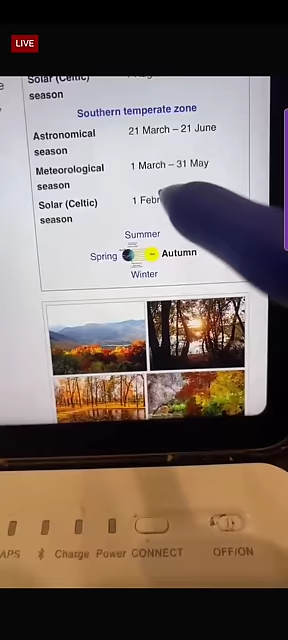 LIVE
Solar (Celtic)
season
Southern temperate zone
Astronomical
season
21 March – 21 June
Meteorological
season
1 March – 31 May
Solar (Celtic)
season
1
Summer
Spring
Autumn
Winter
Charge
Power
CONNECT
OFF/ON